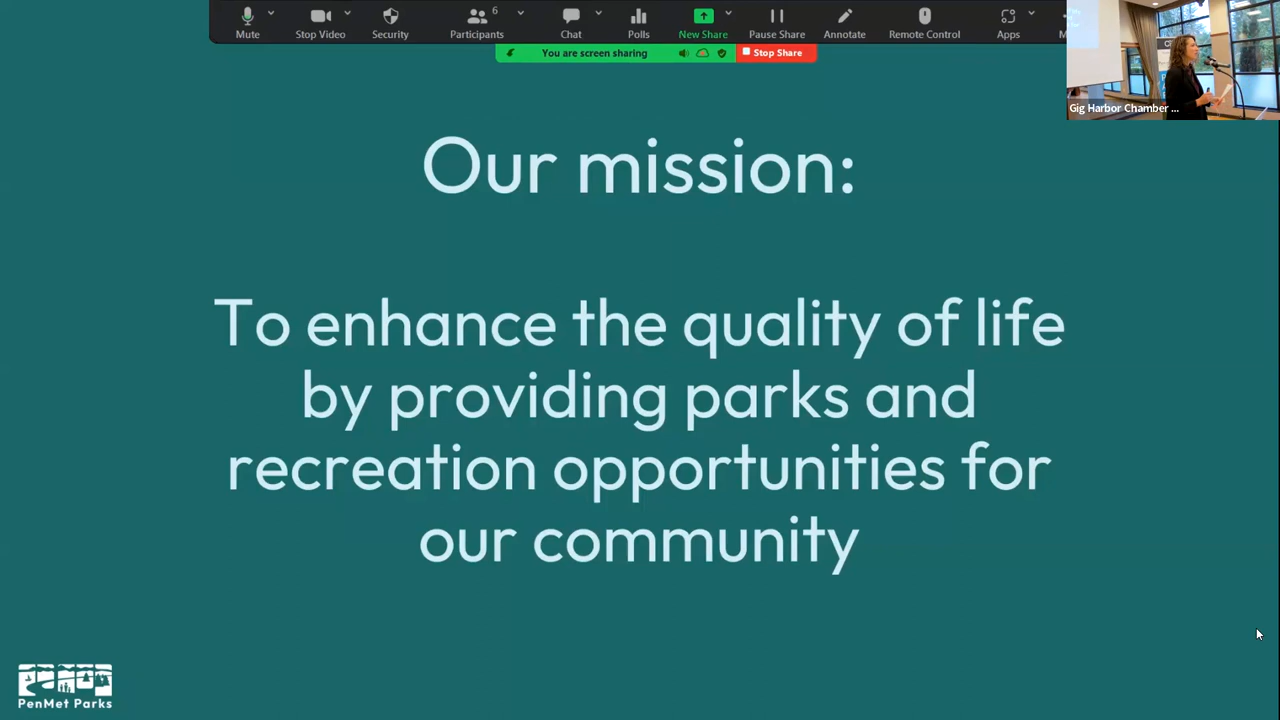 6
Mute
Stop Video
Security
Participants
Chat
Polls
New Share
Pause Share
Annotate
Remote Control
Apps
You are screen sharing
Stop Share
Gig Harbor Chamber ...
Our mission:
To enhance the quality of life
by providing parks and
recreation opportunities for
our community
PenMet Parks